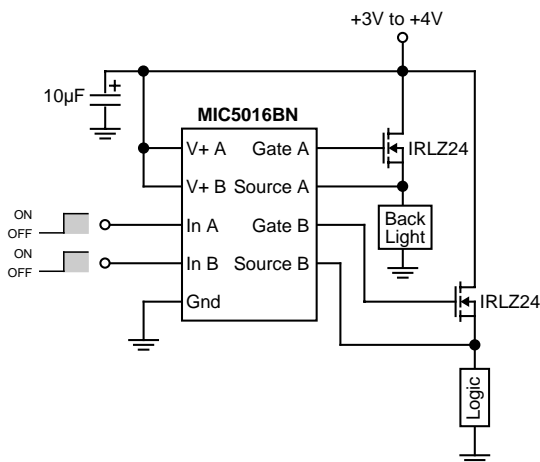 +3V to +4V
10µF
+
MIC5016BN
V+ A Gate A
IRLZ24
V+ B Source A
ON
OFF
In A Gate B
Back
Light
ON
OFF
In B Source B
IRLZ24
Gnd
Logic